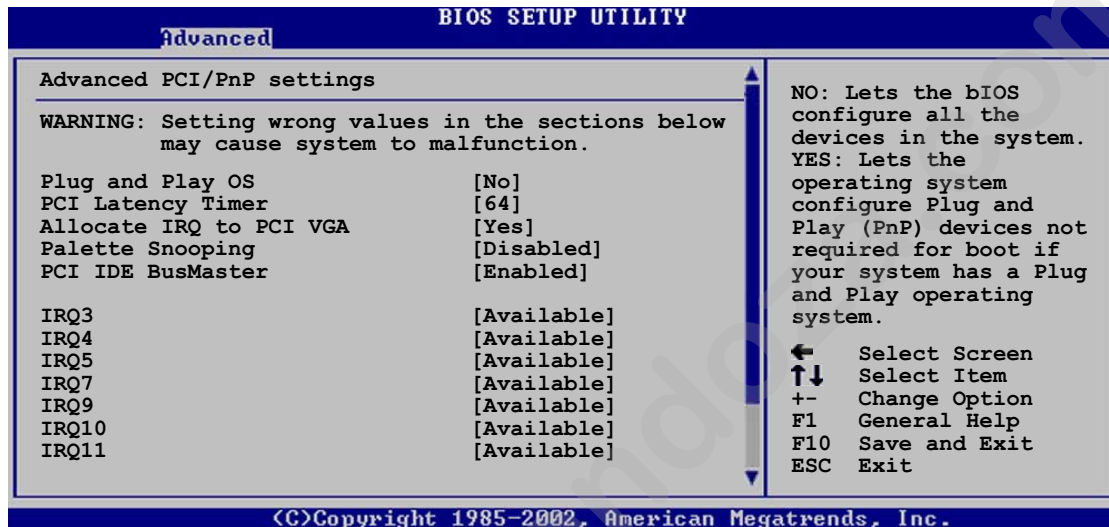 BIOS SETUP UTILITY
Advanced
Advanced PCI/PnP settings
WARNING: Setting wrong values in the sections below
may cause system to malfunction.
Plug and Play OS [No]
PCI Latency Timer [64]
Allocate IRQ to PCI VGA [Yes]
Palette Snooping [Disabled]
PCI IDE BusMaster [Enabled]
IRQ3 [Available]
IRQ4 [Available]
IRQ5 [Available]
IRQ7 [Available]
IRQ9 [Available]
IRQ10 [Available]
IRQ11 [Available]
NO: Lets the bIOS
configure all the
devices in the system.
YES: Lets the
operating system
configure Plug and
Play (PnP) devices not
required for boot if
your system has a Plug
and Play operating
system.
← Select Screen
↑↓ Select Item
+- Change Option
F1 General Help
F10 Save and Exit
ESC Exit
(C)Copyright 1985-2002, American Megatrends, Inc.